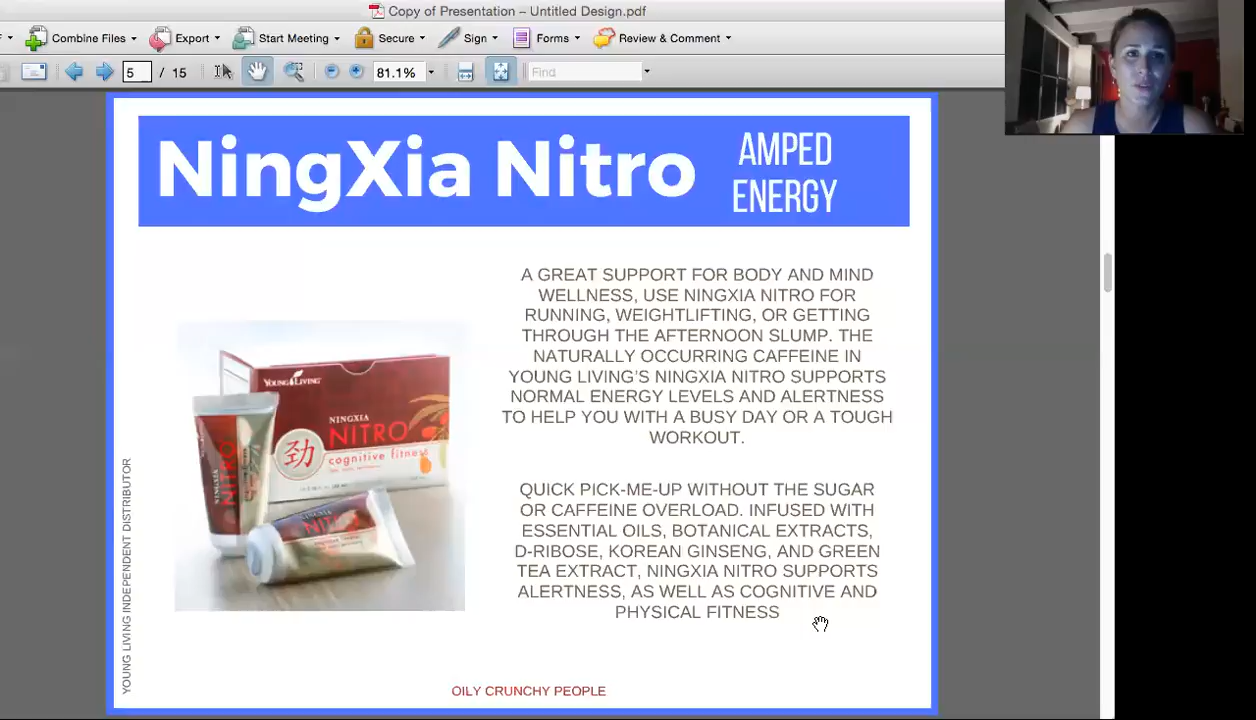 Copy of Presentation – Untitled Design.pdf
Combine Files
Export
Start Meeting
Secure
Sign
Forms
Review & Comment
5 / 15
81.1%
Find
NingXia Nitro
AMPED
ENERGY
A GREAT SUPPORT FOR BODY AND MIND
WELLNESS, USE NINGXIA NITRO FOR
RUNNING, WEIGHTLIFTING, OR GETTING
THROUGH THE AFTERNOON SLUMP. THE
NATURALLY OCCURRING CAFFEINE IN
YOUNG LIVING'S NINGXIA NITRO SUPPORTS
NORMAL ENERGY LEVELS AND ALERTNESS
TO HELP YOU WITH A BUSY DAY OR A TOUGH
WORKOUT.
YOUNG LIVING
NINGXIA
NITRO
劲
cognitive fitness
NITRO
NITRO
QUICK PICK-ME-UP WITHOUT THE SUGAR
OR CAFFEINE OVERLOAD. INFUSED WITH
ESSENTIAL OILS, BOTANICAL EXTRACTS,
D-RIBOSE, KOREAN GINSENG, AND GREEN
TEA EXTRACT, NINGXIA NITRO SUPPORTS
ALERTNESS, AS WELL AS COGNITIVE AND
PHYSICAL FITNESS
YOUNG LIVING INDEPENDENT DISTRIBUTOR
OILY CRUNCHY PEOPLE